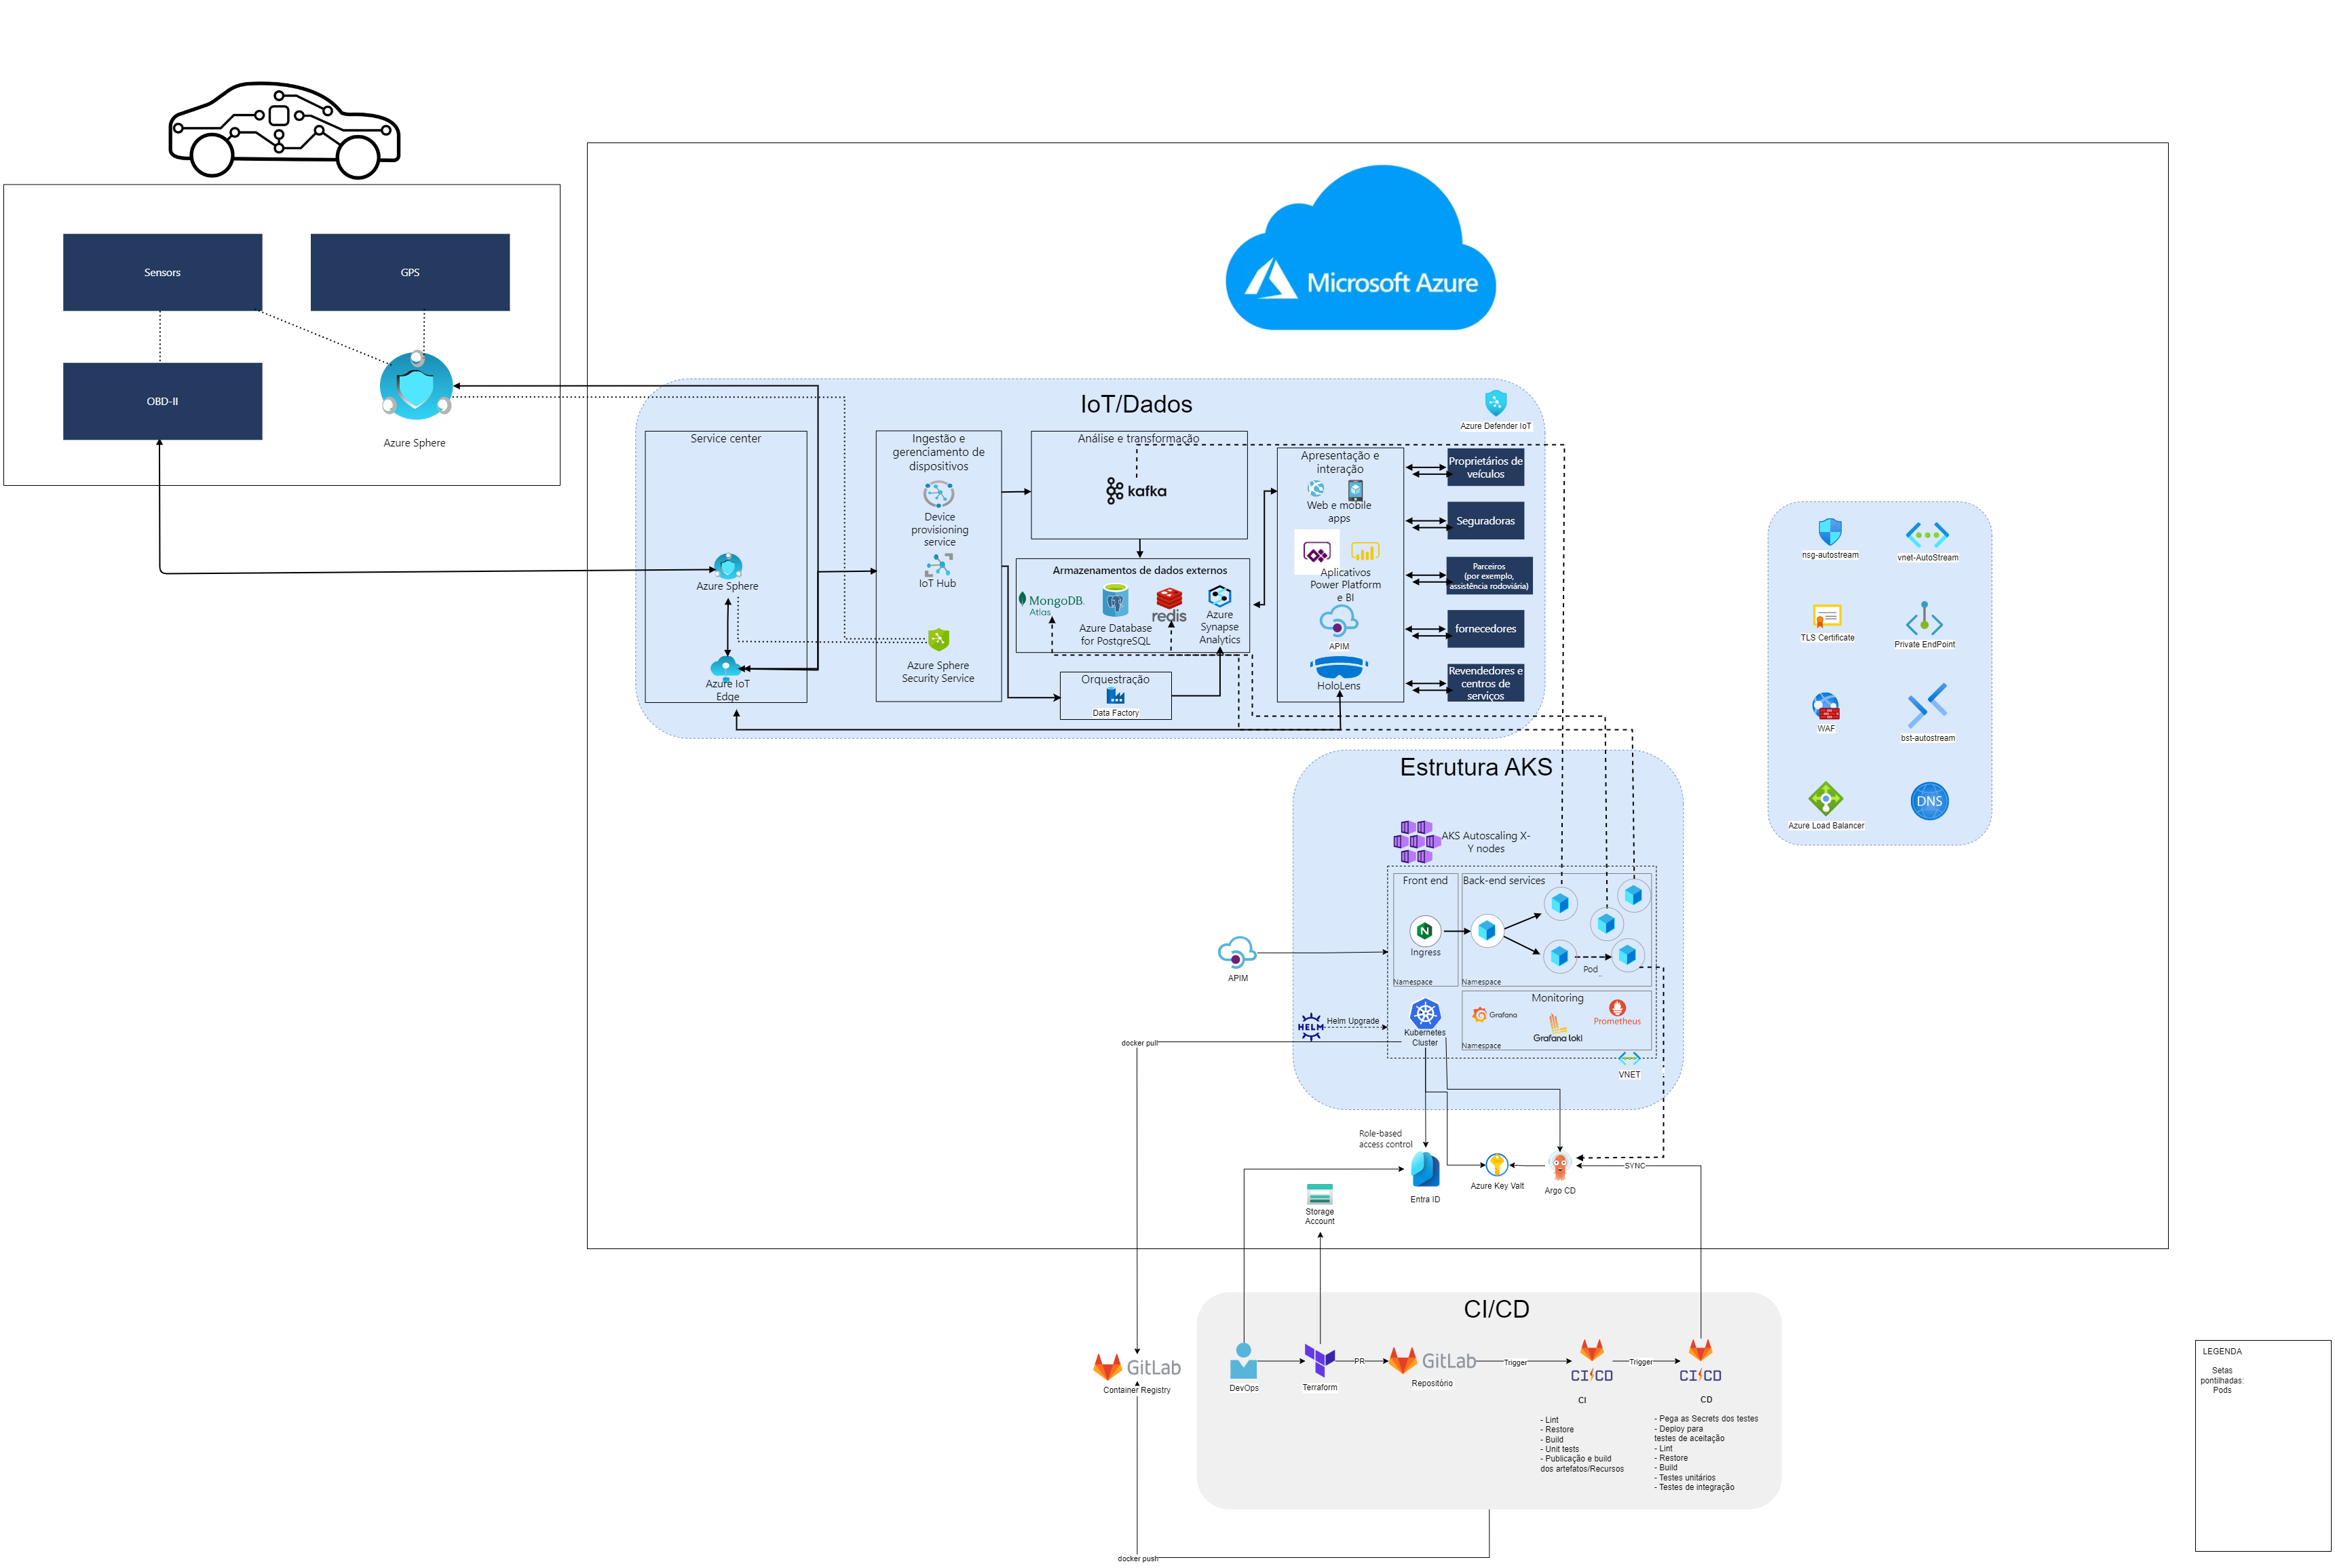 Microsoft Azure
Sensors
GPS
OBD-II
Azure Sphere
IoT/Dados
Azure Defender IoT
Service center
Azure Sphere
Azure IoT
Edge
Ingestão e
gerenciamento de
dispositivos
Device
provisioning
service
IoT Hub
Azure Sphere
Security Service
Análise e transformação
kafka
Armazenamentos de dados externos
MongoDB.
Atlas
Azure Database
for PostgreSQL
redis
Azure
Synapse
Analytics
Orquestração
Data Factory
Apresentação e
interação
Web e mobile
apps
Aplicativos
Power Platform
e BI
APIM
HoloLens
Proprietários de
veículos
Seguradoras
Parceiros
(por exemplo,
assistência rodoviária)
fornecedores
Revendedores e
centros de
serviços
nsg-autostream
vnet-AutoStream
TLS Certificate
Private EndPoint
WAF
bst-autostream
Azure Load Balancer
DNS
Estrutura AKS
AKS Autoscaling X-
Y nodes
Front end
Ingress
Namespace
Back-end services
Pod
Namespace
APIM
HELM
Helm Upgrade
Kubernetes
Cluster
Monitoring
Grafana
Grafana loki
Prometheus
Namespace
VNET
docker pull
Role-based
access control
Entra ID
Azure Key Valt
Argo CD
SYNC
Storage
Account
CI/CD
GitLab
Container Registry
DevOps
Terraform
PR
GitLab
Repositório
Trigger
CI CD
CI
- Lint
- Restore
- Build
- Unit tests
- Publicação e build
dos artefatos/Recursos
Trigger
CI CD
CD
- Pega as Secrets dos testes
- Deploy para
testes de aceitação
- Lint
- Restore
- Build
- Testes unitários
- Testes de integração
docker push
LEGENDA
Setas
pontilhadas:
Pods